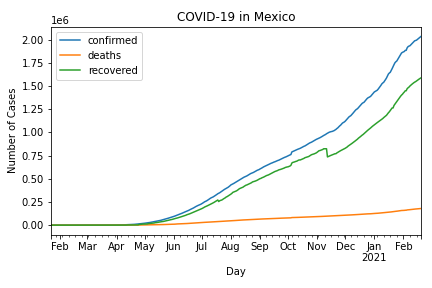 COVID-19 in Mexico
1e6
confirmed
deaths
recovered
2.00
1.75
1.50
1.25
1.00
0.75
0.50
0.25
0.00
Number of Cases
Feb Mar Apr May Jun Jul Aug Sep Oct Nov Dec Jan Feb
2021
Day